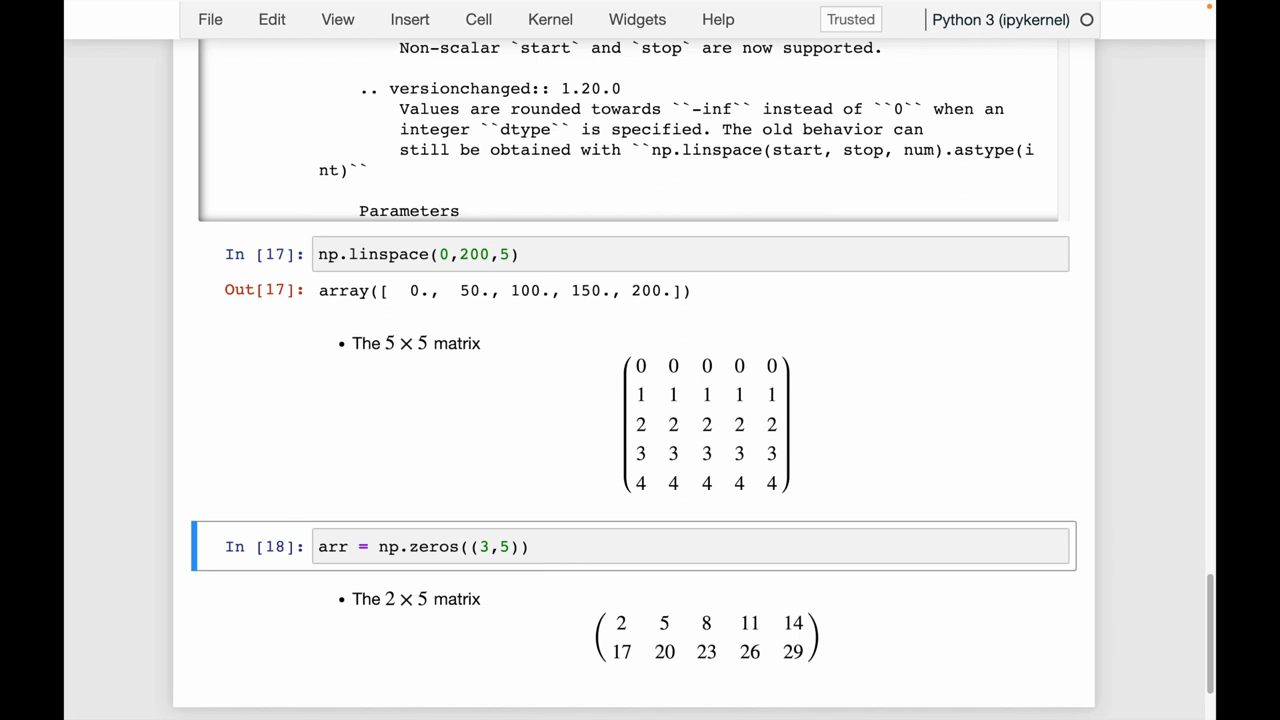 File Edit View Insert Cell Kernel Widgets Help Trusted Python 3 (ipykernel)
Non-scalar `start` and `stop` are now supported.
.. versionchanged:: 1.20.0
Values are rounded towards ``-inf`` instead of ``0`` when an
integer ``dtype`` is specified. The old behavior can
still be obtained with ``np.linspace(start, stop, num).astype(i
nt)``
Parameters
In [17]: np.linspace(0,200,5)
Out[17]: array([  0.,  50., 100., 150., 200.])
• The 5 × 5 matrix
0 0 0 0 0
1 1 1 1 1
2 2 2 2 2
3 3 3 3 3
4 4 4 4 4
In [18]: arr = np.zeros((3,5))
• The 2 × 5 matrix
2 5 8 11 14
17 20 23 26 29